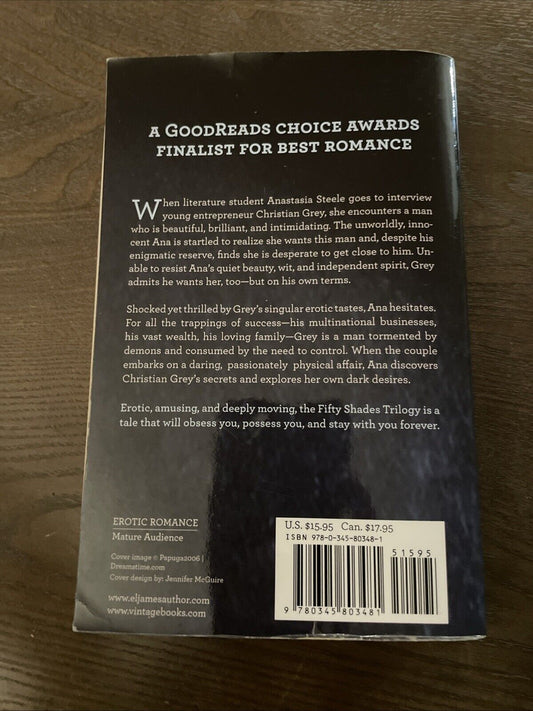 A GOODREADS CHOICE AWARDS
FINALIST FOR BEST ROMANCE
When literature student Anastasia Steele goes to interview
young entrepreneur Christian Grey, she encounters a man
who is beautiful, brilliant, and intimidating. The unworldly, inno-
cent Ana is startled to realize she wants this man and, despite his
enigmatic reserve, finds she is desperate to get close to him. Un-
able to resist Ana's quiet beauty, wit, and independent spirit, Grey
admits he wants her, too—but on his own terms.
Shocked yet thrilled by Grey's singular erotic tastes, Ana hesitates.
For all the trappings of success—his multinational businesses,
his vast wealth, his loving family—Grey is a man tormented by
demons and consumed by the need to control. When the couple
embarks on a daring, passionately physical affair, Ana discovers
Christian Grey's secrets and explores her own dark desires.
Erotic, amusing, and deeply moving, the Fifty Shades Trilogy is a
tale that will obsess you, possess you, and stay with you forever.
EROTIC ROMANCE
Mature Audience
Cover image © Papuga2006 |
Dreamstime.com
Cover design by: Jennifer McGuire
www.eljamesauthor.com
www.vintagebooks.com
U.S. $15.95 Can. $17.95
ISBN 978-0-345-80348-1
51595
9 780345 803481